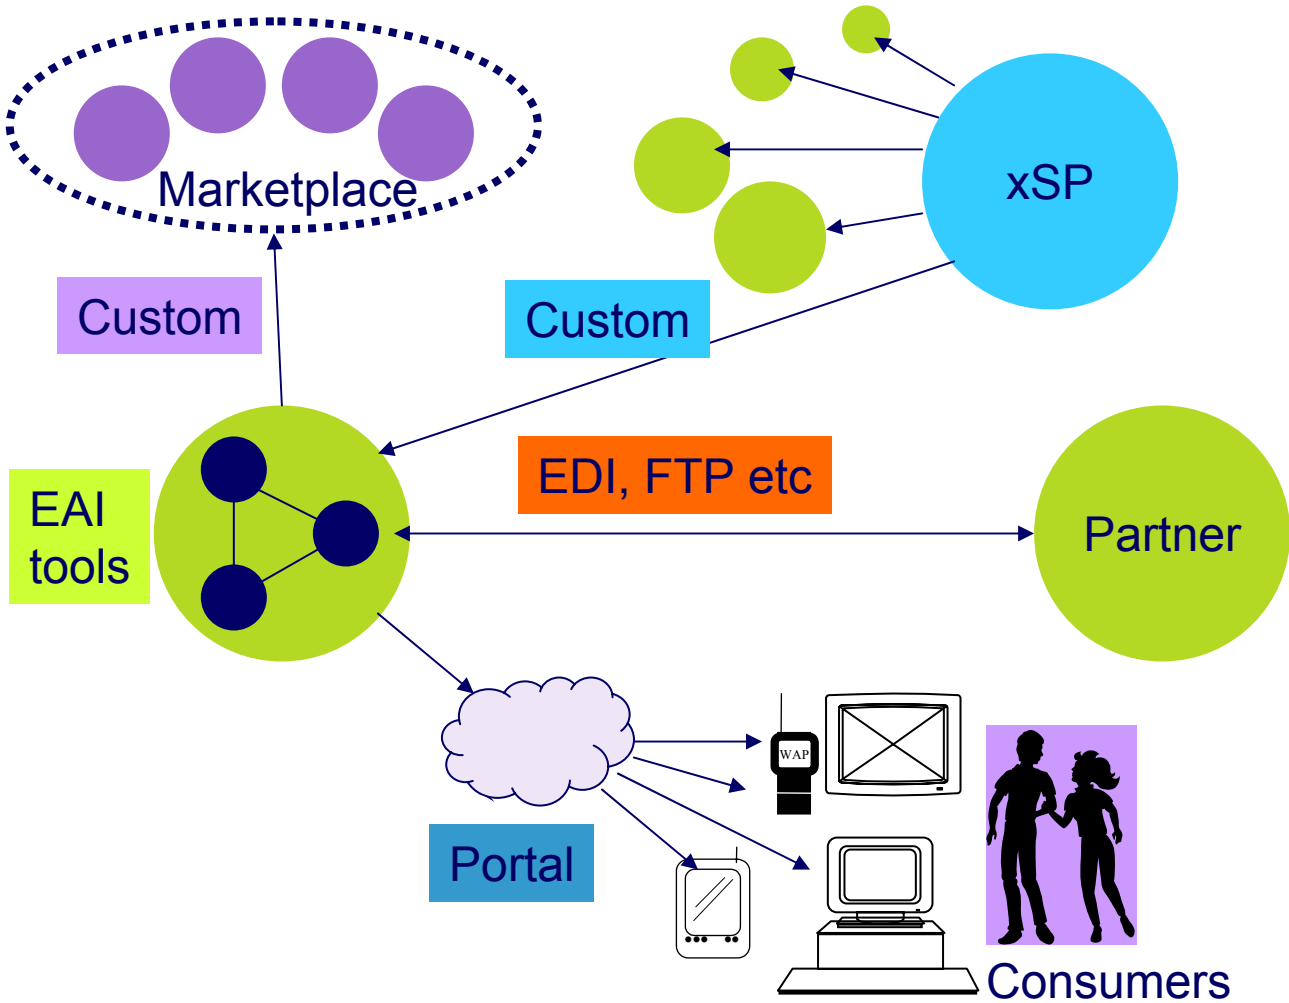 Marketplace
xSP
Custom
Custom
EDI, FTP etc
EAI
tools
Partner
WAP
Portal
Consumers